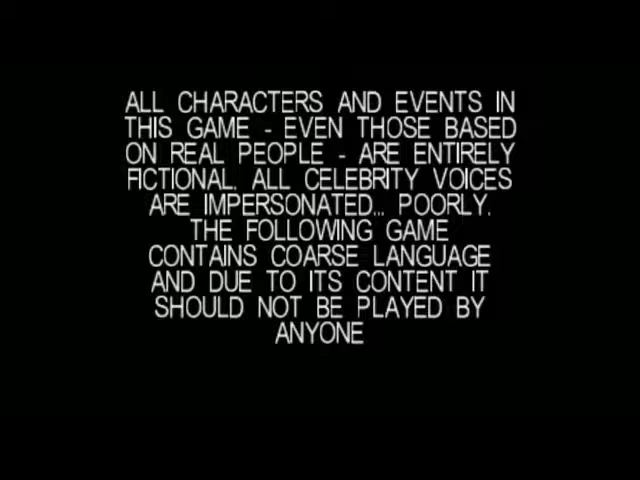 ALL CHARACTERS AND EVENTS IN
THIS GAME - EVEN THOSE BASED
ON REAL PEOPLE - ARE ENTIRELY
FICTIONAL. ALL CELEBRITY VOICES
ARE IMPERSONATED... POORLY.
THE FOLLOWING GAME
CONTAINS COARSE LANGUAGE
AND DUE TO ITS CONTENT IT
SHOULD NOT BE PLAYED BY
ANYONE